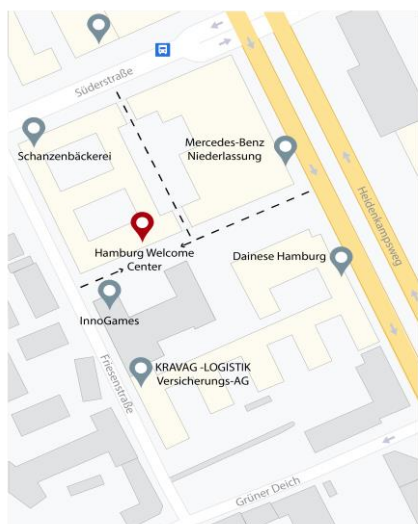 Süderstraße
Schanzenbäckerei
Mercedes-Benz
Niederlassung
Heidenkampsweg
Hamburg Welcome
Center
Dainese Hamburg
InnoGames
Friesenstraße
KRAVAG -LOGISTIK
Versicherungs-AG
Grüner Deich